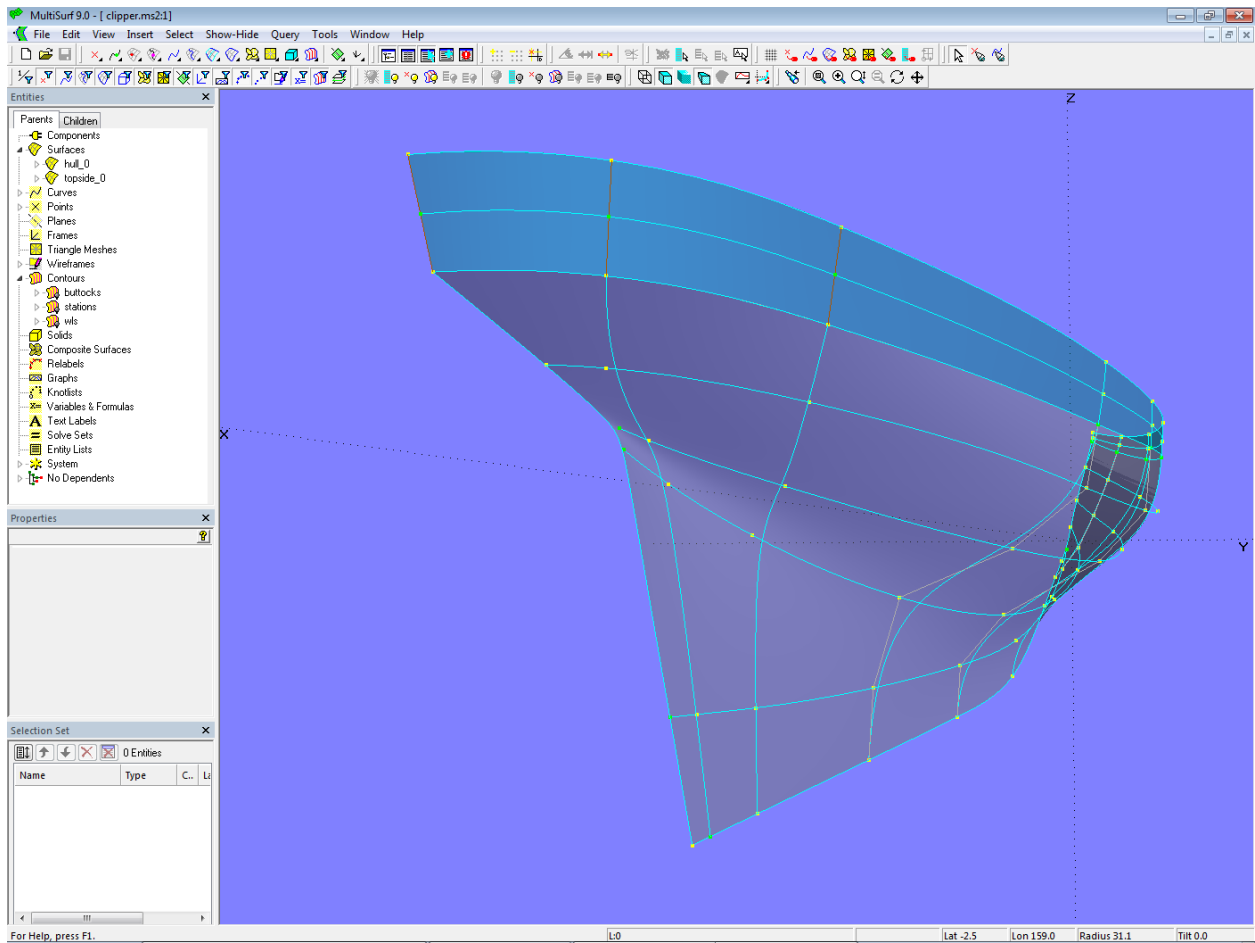 MultiSurf 9.0 - [ clipper.ms2:1]
File Edit View Insert Select Show-Hide Query Tools Window Help
Entities
Parents Children
Components
Surfaces
hull_0
topside_0
Curves
Points
Planes
Frames
Triangle Meshes
Wireframes
Contours
buttocks
stations
wls
Solids
Composite Surfaces
Relabels
Graphs
Knotlists
Variables & Formulas
Text Labels
Solve Sets
Entity Lists
System
No Dependents
Properties
Selection Set
0 Entities
Name Type C.. La
Z
X
Y
For Help, press F1. L:0 Lat -2.5 Lon 159.0 Radius 31.1 Tilt 0.0